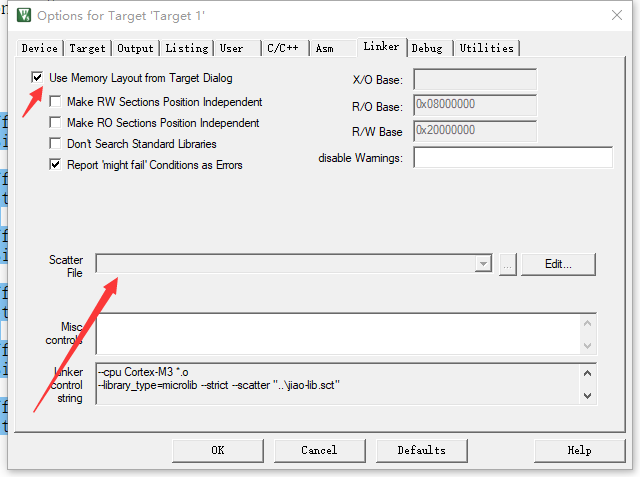 Options for Target 'Target 1'
Device Target Output Listing User C/C++ Asm Linker Debug Utilities
Use Memory Layout from Target Dialog
Make RW Sections Position Independent
Make RO Sections Position Independent
Don't Search Standard Libraries
Report 'might fail' Conditions as Errors
X/O Base:
R/O Base: 0x08000000
R/W Base 0x20000000
disable Warnings:
Scatter
File
... Edit...
Misc
controls
Linker
control
string
--cpu Cortex-M3 *.o
--library_type=microlib --strict --scatter "..\jiao-lib.sct"
OK Cancel Defaults Help